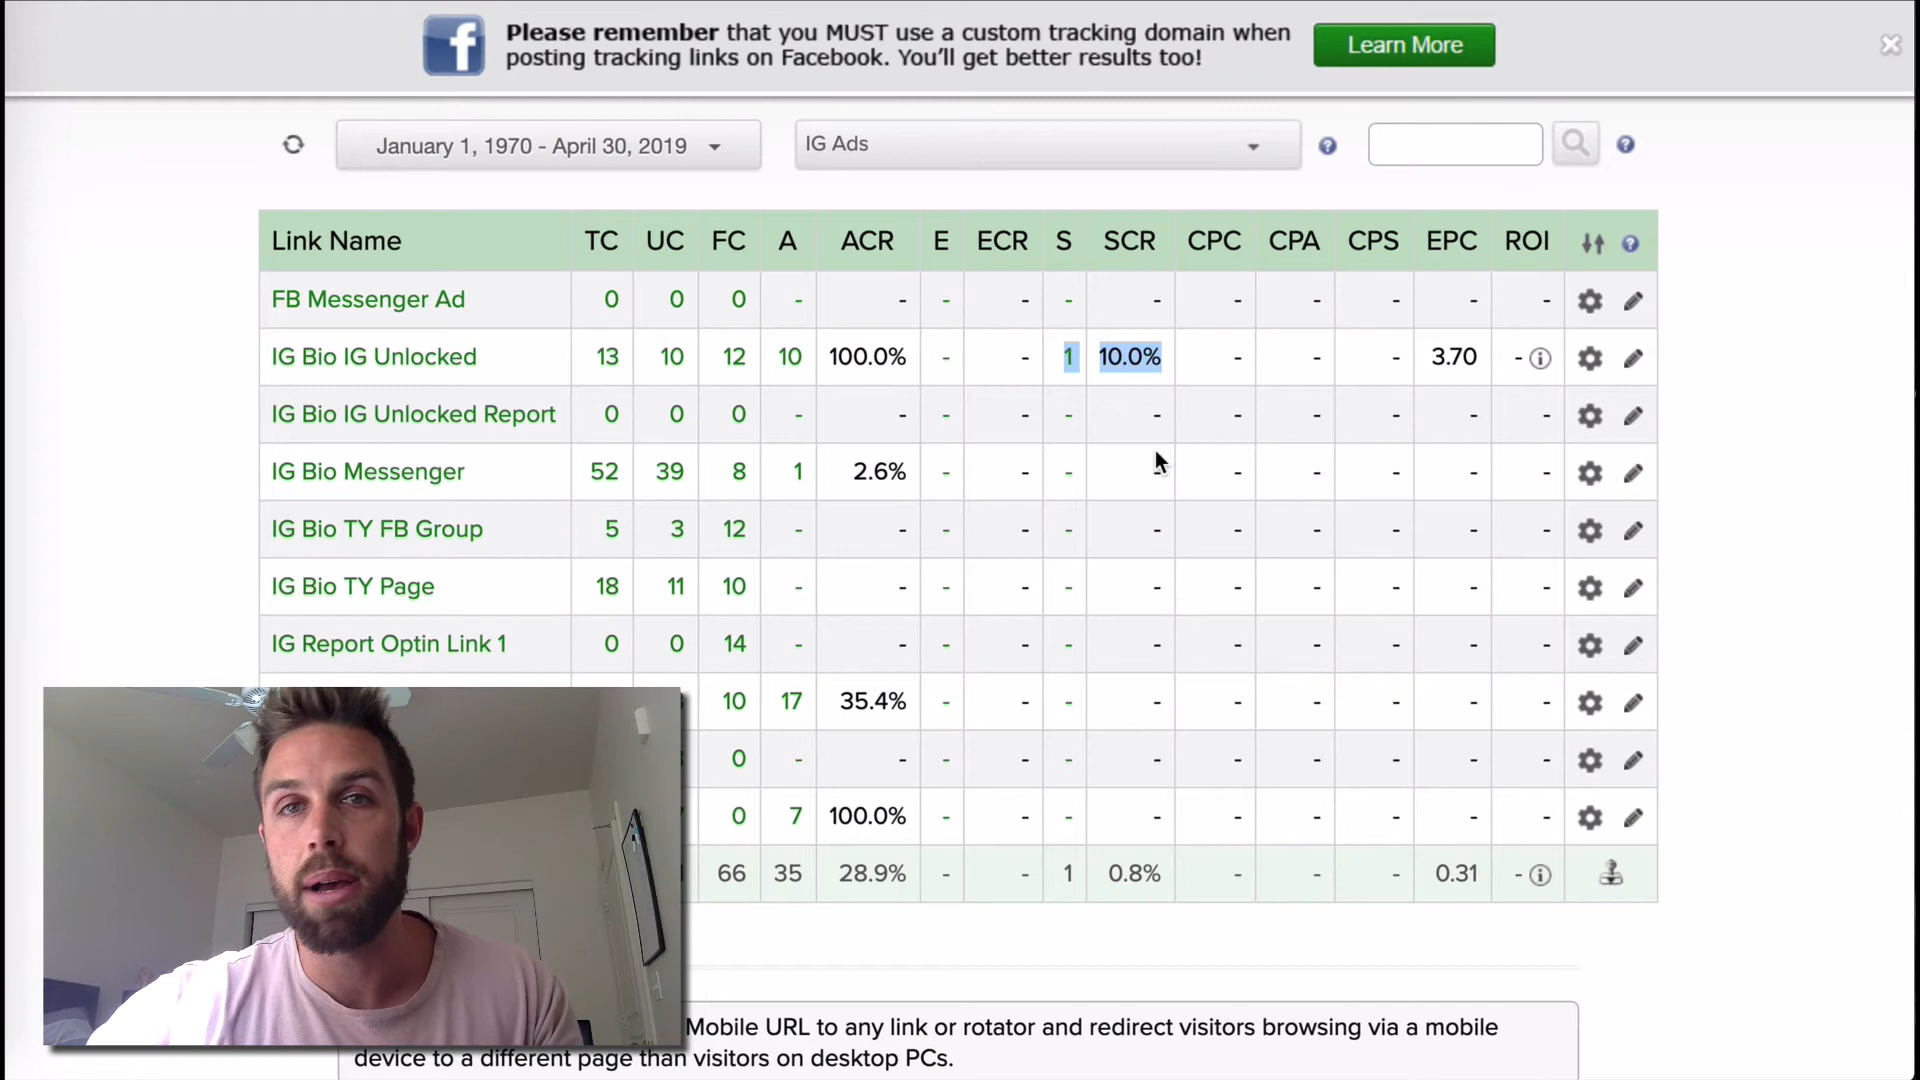 Please remember that you MUST use a custom tracking domain when
posting tracking links on Facebook. You'll get better results too!
Learn More
January 1, 1970 - April 30, 2019
IG Ads
Link Name TC UC FC A ACR E ECR S SCR CPC CPA CPS EPC ROI
FB Messenger Ad 0 0 0 - - - - - - - - - - -
IG Bio IG Unlocked 13 10 12 10 100.0% - - 1 10.0% - - - 3.70 -
IG Bio IG Unlocked Report 0 0 0 - - - - - - - - - - -
IG Bio Messenger 52 39 8 1 2.6% - - - - - - - - -
IG Bio TY FB Group 5 3 12 - - - - - - - - - - -
IG Bio TY Page 18 11 10 - - - - - - - - - - -
IG Report Optin Link 1 0 0 14 - - - - - - - - - - -
10 17 35.4% - - - - - - - - -
0 - - - - - - - - - - -
0 7 100.0% - - - - - - - - -
66 35 28.9% - - 1 0.8% - - - 0.31 -
Mobile URL to any link or rotator and redirect visitors browsing via a mobile
device to a different page than visitors on desktop PCs.